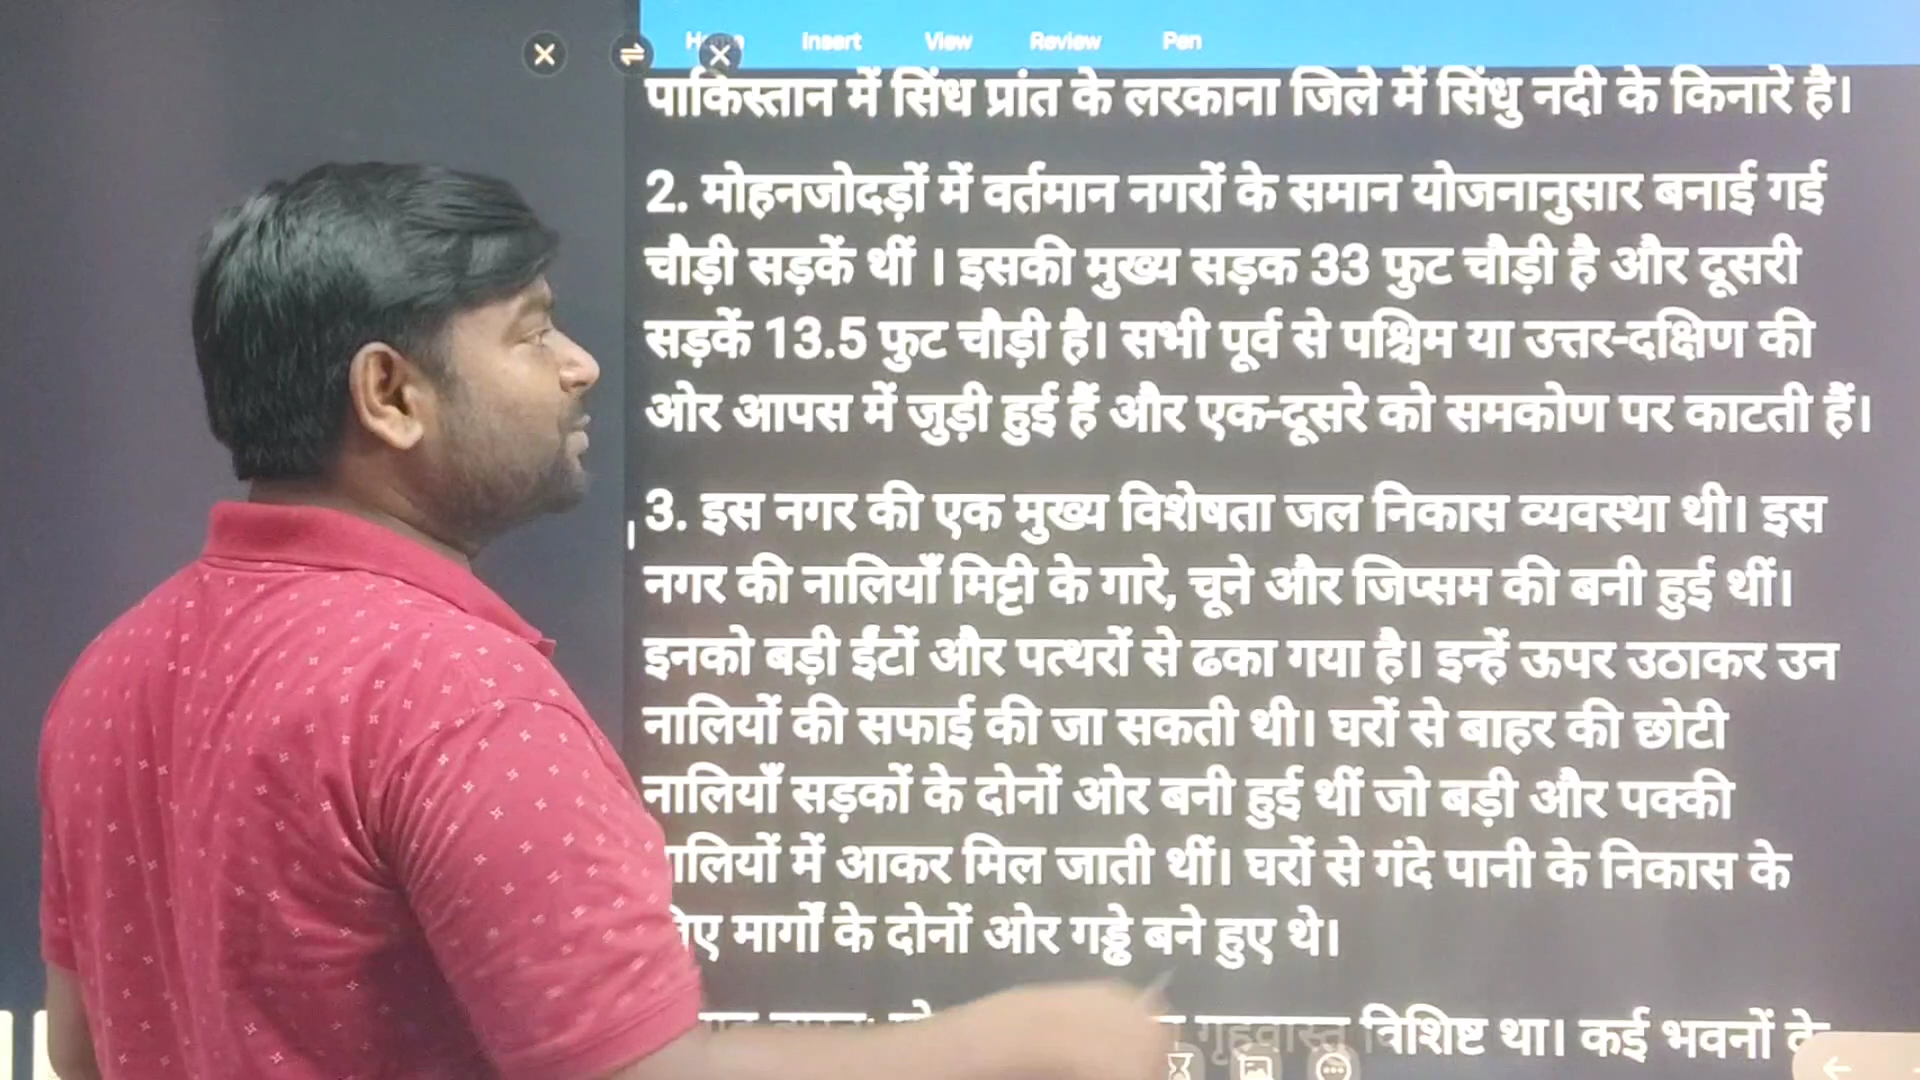 Insert View Review Pen
पाकिस्तान में सिंध प्रांत के लरकाना जिले में सिंधु नदी के किनारे है।
2. मोहनजोदड़ों में वर्तमान नगरों के समान योजनानुसार बनाई गई
चौड़ी सड़कें थीं । इसकी मुख्य सड़क 33 फुट चौड़ी है और दूसरी
सड़कें 13.5 फुट चौड़ी है। सभी पूर्व से पश्चिम या उत्तर-दक्षिण की
ओर आपस में जुड़ी हुई हैं और एक-दूसरे को समकोण पर काटती हैं।
3. इस नगर की एक मुख्य विशेषता जल निकास व्यवस्था थी। इस
नगर की नालियाँ मिट्टी के गारे, चूने और जिप्सम की बनी हुई थीं।
इनको बड़ी ईंटों और पत्थरों से ढका गया है। इन्हें ऊपर उठाकर उन
नालियों की सफाई की जा सकती थी। घरों से बाहर की छोटी
नालियाँ सड़कों के दोनों ओर बनी हुई थीं जो बड़ी और पक्की
में आकर मिल जाती थीं। घरों से गंदे पानी के निकास के
मार्गों के दोनों ओर गड्ढे बने हुए थे।
विशिष्ट था। कई भवनों